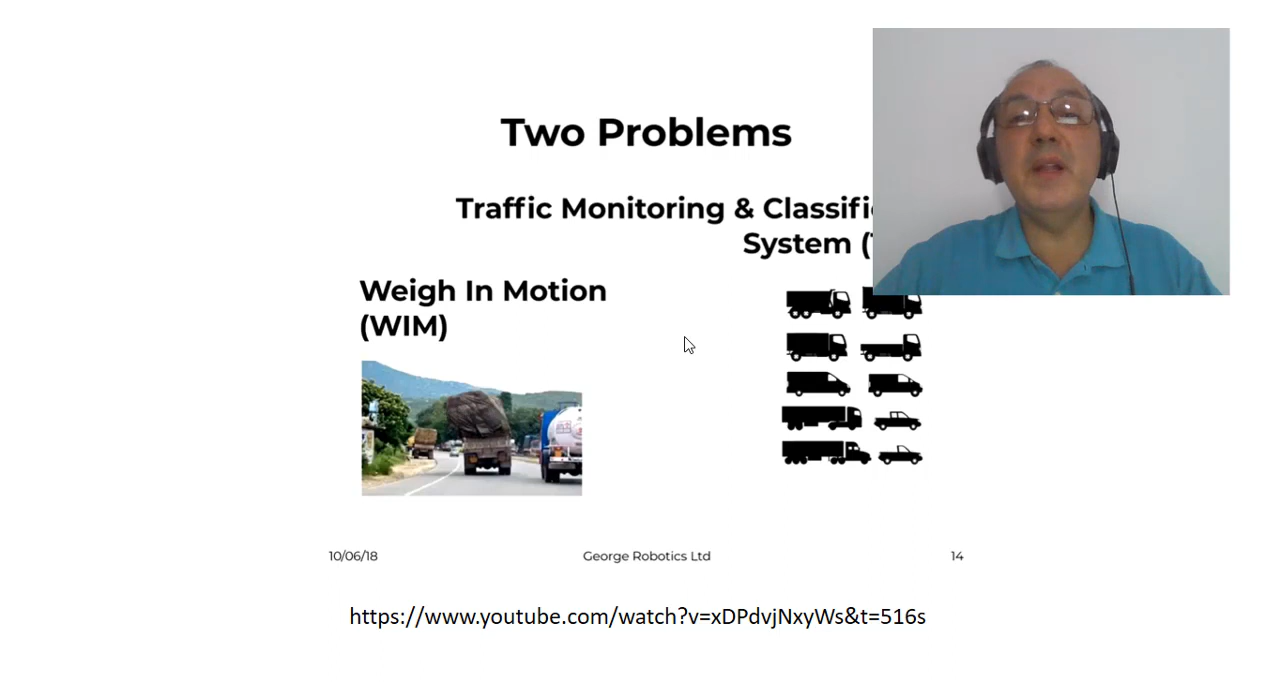 Two Problems
Traffic Monitoring & Classifi
System (
Weigh In Motion
(WIM)
10/06/18
George Robotics Ltd
14
https://www.youtube.com/watch?v=xDPdvjNxyWs&t=516s